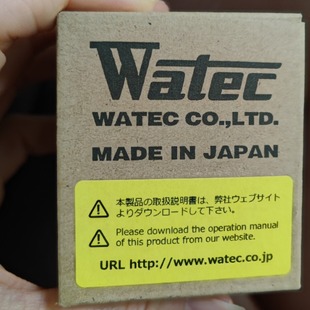 Watec
WATEC CO.,LTD.
MADE IN JAPAN
本製品の取扱説明書は、弊社ウェブサイト
よりダウンロードして下さい。
Please download the operation manual
of this product from our website.
URL http://www.watec.co.jp